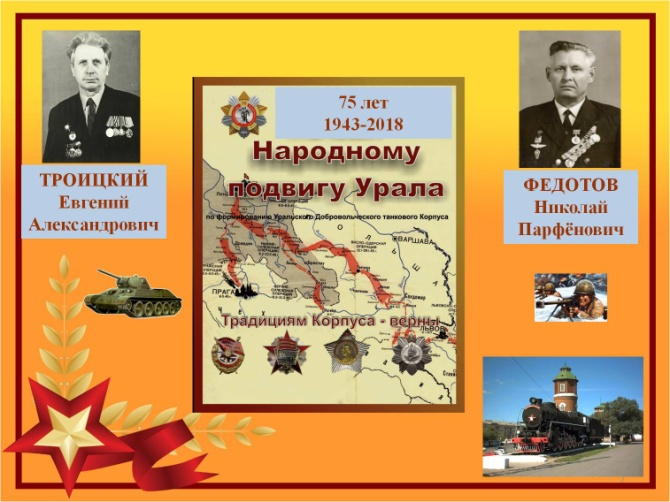 ТРОИЦКИЙ
Евгений
Александрович
75 лет
1943-2018
Народному
подвигу Урала
по формированию Уральского Добровольческого танкового Корпуса
ВАРШАВА
ПРАГА
Традициям Корпуса - верны
ЛЬВОВ
ФЕДОТОВ
Николай
Парфёнович